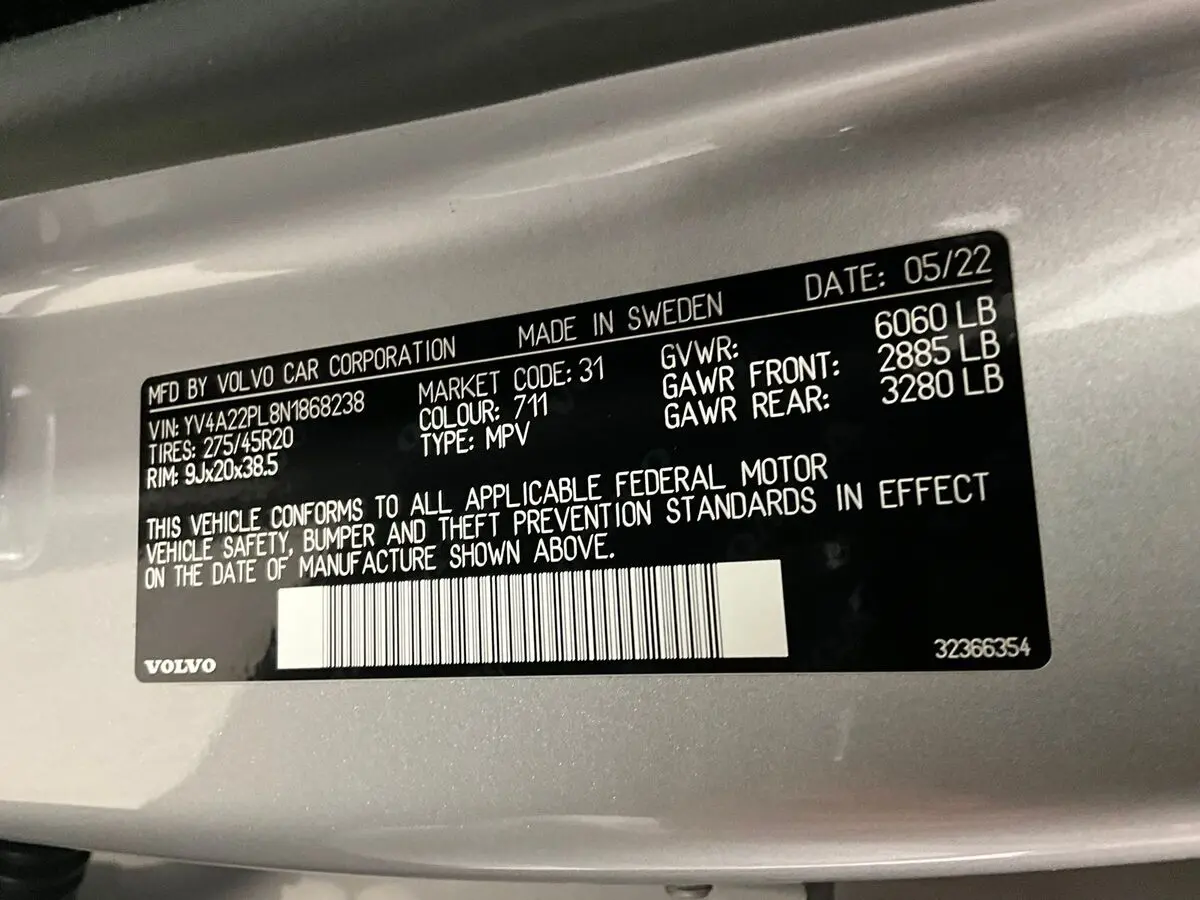 MFD BY VOLVO CAR CORPORATION MADE IN SWEDEN DATE: 05/22
VIN: YV4A22PL8N1868238 MARKET CODE: 31 GVWR: 6060 LB
TIRES: 275/45R20 COLOUR: 711 GAWR FRONT: 2885 LB
RIM: 9Jx20x38.5 TYPE: MPV GAWR REAR: 3280 LB
THIS VEHICLE CONFORMS TO ALL APPLICABLE FEDERAL MOTOR
VEHICLE SAFETY, BUMPER AND THEFT PREVENTION STANDARDS IN EFFECT
ON THE DATE OF MANUFACTURE SHOWN ABOVE.
VOLVO 32366354